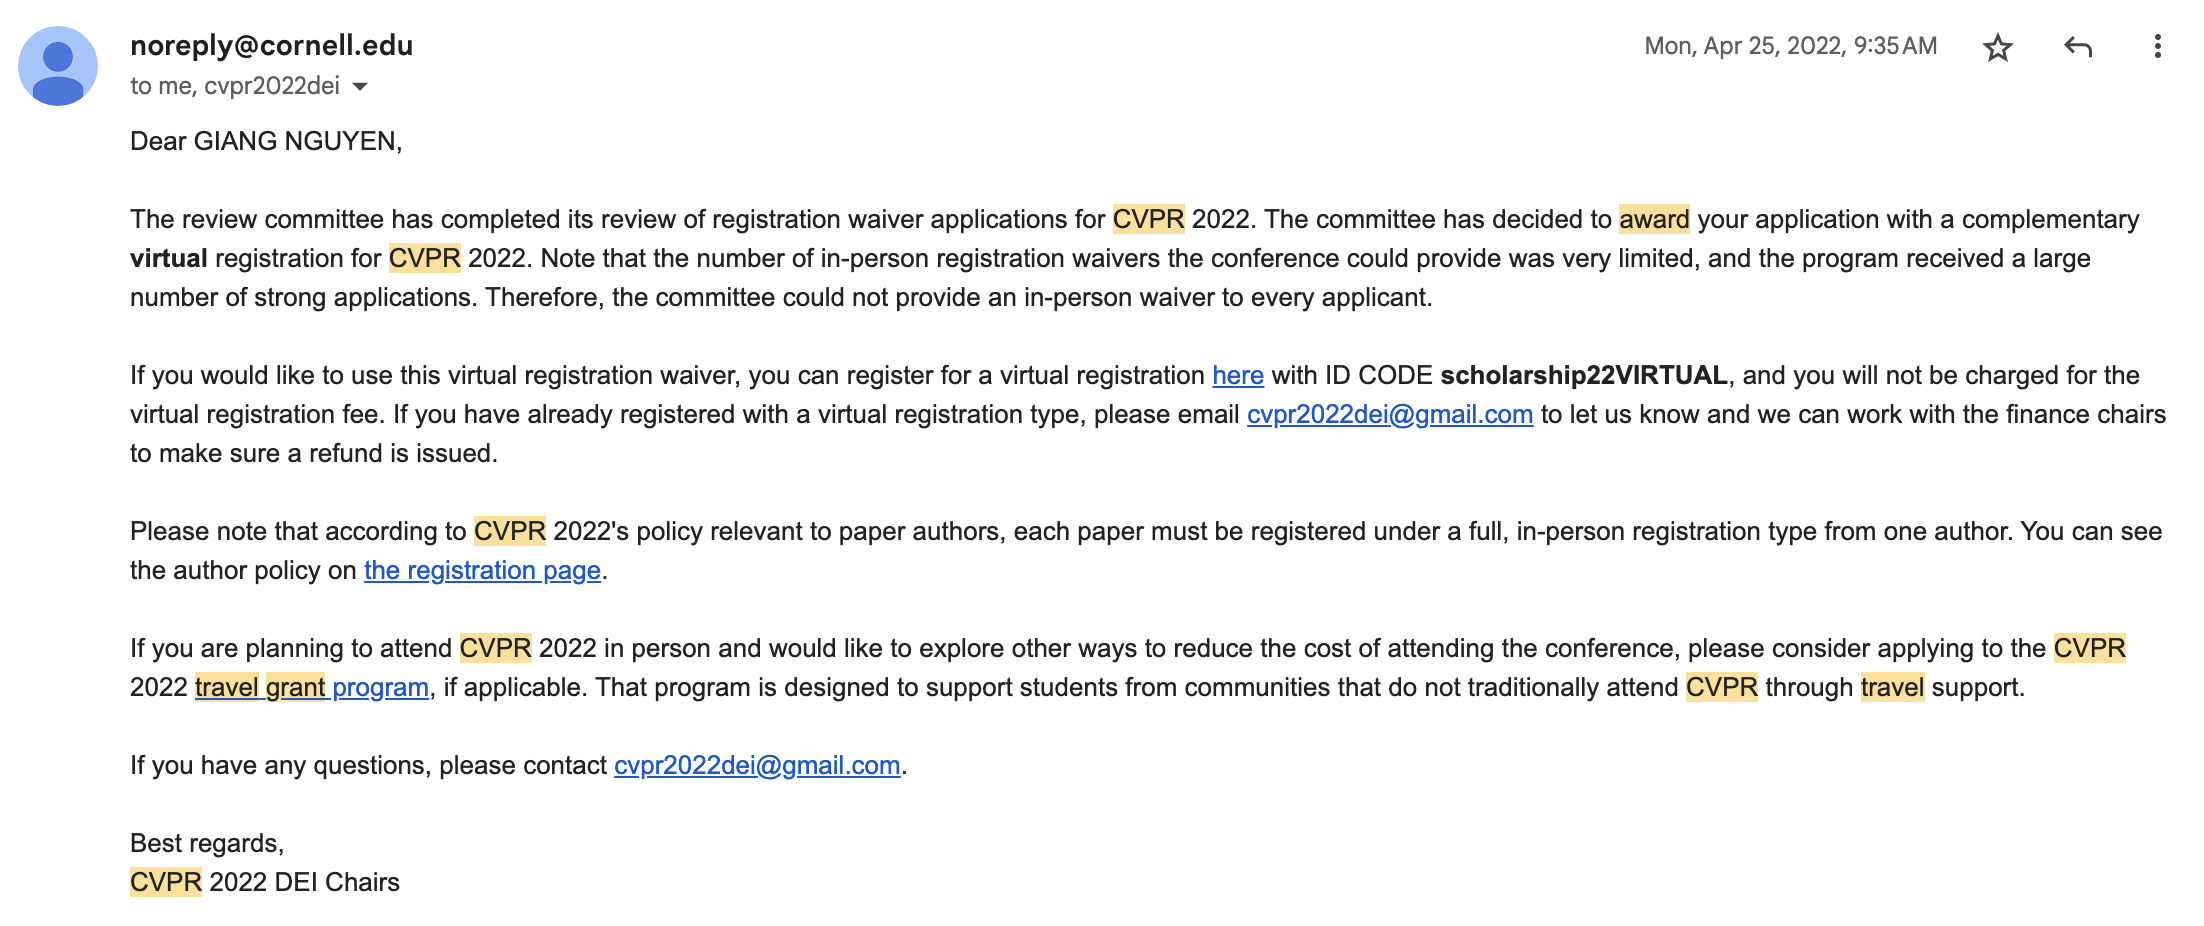 noreply@cornell.edu
Mon, Apr 25, 2022, 9:35 AM
to me, cvpr2022dei
Dear GIANG NGUYEN,
The review committee has completed its review of registration waiver applications for CVPR 2022. The committee has decided to award your application with a complementary
virtual registration for CVPR 2022. Note that the number of in-person registration waivers the conference could provide was very limited, and the program received a large
number of strong applications. Therefore, the committee could not provide an in-person waiver to every applicant.
If you would like to use this virtual registration waiver, you can register for a virtual registration here with ID CODE scholarship22VIRTUAL, and you will not be charged for the
virtual registration fee. If you have already registered with a virtual registration type, please email cvpr2022dei@gmail.com to let us know and we can work with the finance chairs
to make sure a refund is issued.
Please note that according to CVPR 2022's policy relevant to paper authors, each paper must be registered under a full, in-person registration type from one author. You can see
the author policy on the registration page.
If you are planning to attend CVPR 2022 in person and would like to explore other ways to reduce the cost of attending the conference, please consider applying to the CVPR
2022 travel grant program, if applicable. That program is designed to support students from communities that do not traditionally attend CVPR through travel support.
If you have any questions, please contact cvpr2022dei@gmail.com.
Best regards,
CVPR 2022 DEI Chairs